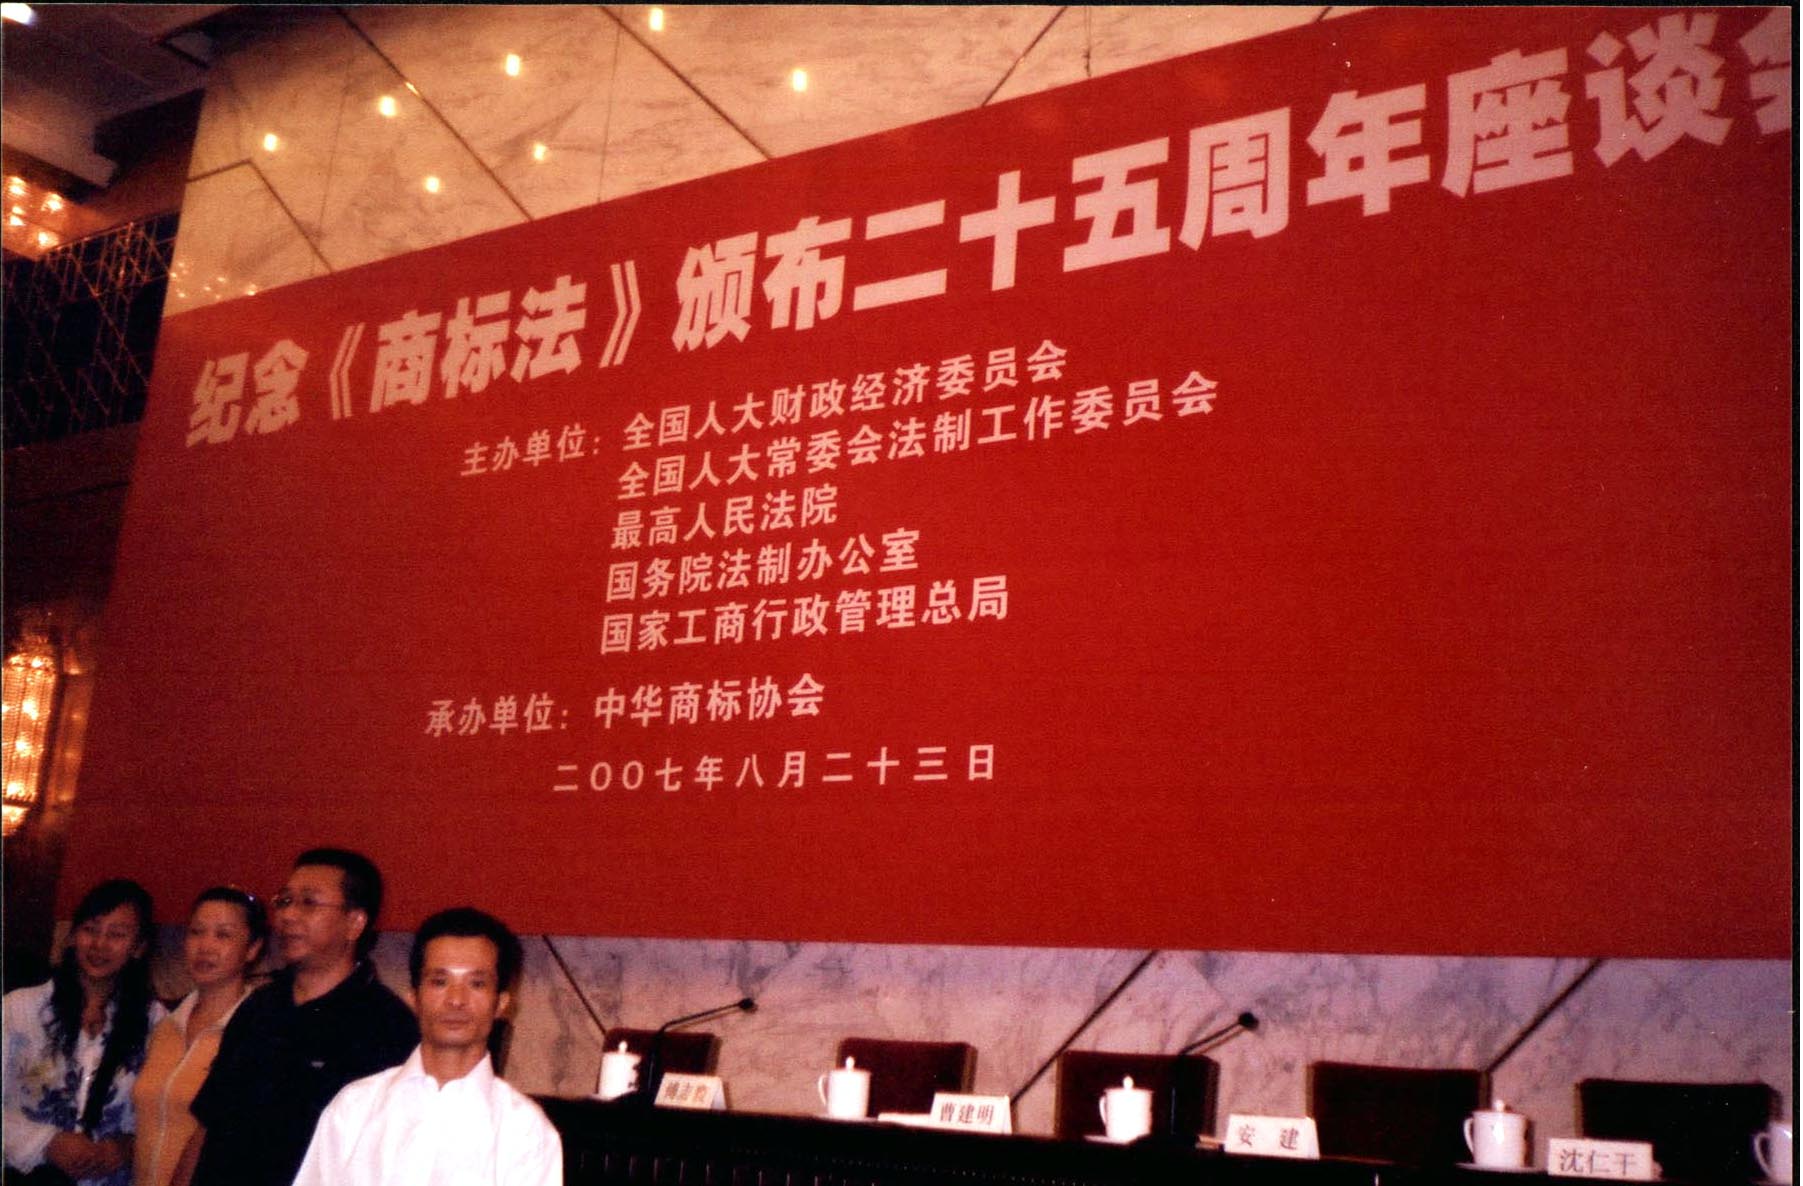 纪念《商标法》颁布二十五周年座谈会
主办单位：全国人大财政经济委员会
全国人大常委会法制工作委员会
最高人民法院
国务院法制办公室
国家工商行政管理总局
承办单位：中华商标协会
二〇〇七年八月二十三日
曹建明
安 建
沈仁干